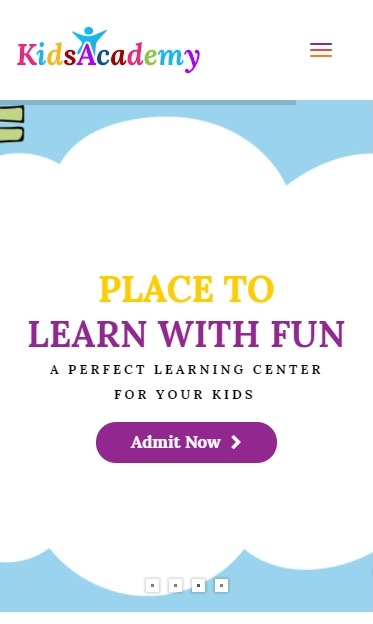 KidsAcademy
PLACE TO
LEARN WITH FUN
A PERFECT LEARNING CENTER
FOR YOUR KIDS
Admit Now